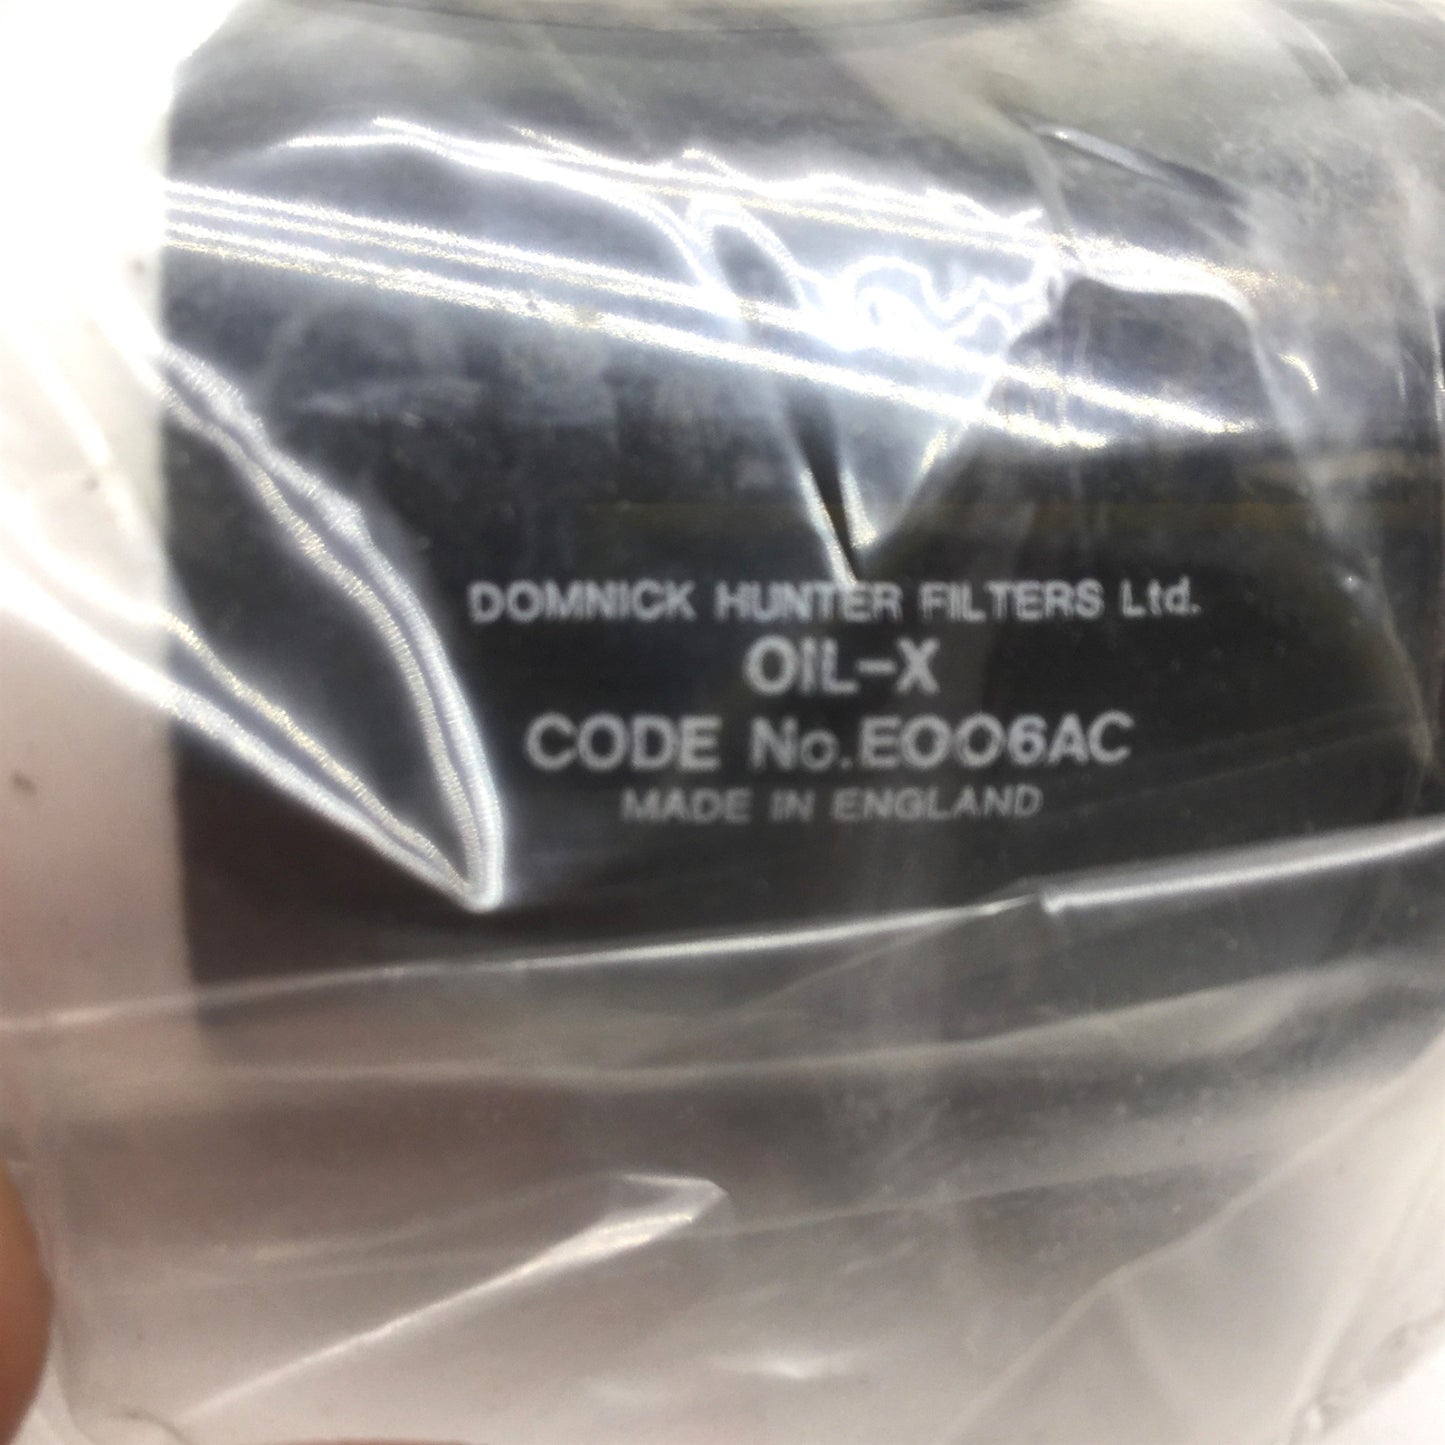 DOMNICK HUNTER FILTERS Ltd.
OIL-X
CODE No.E006AC
MADE IN ENGLAND